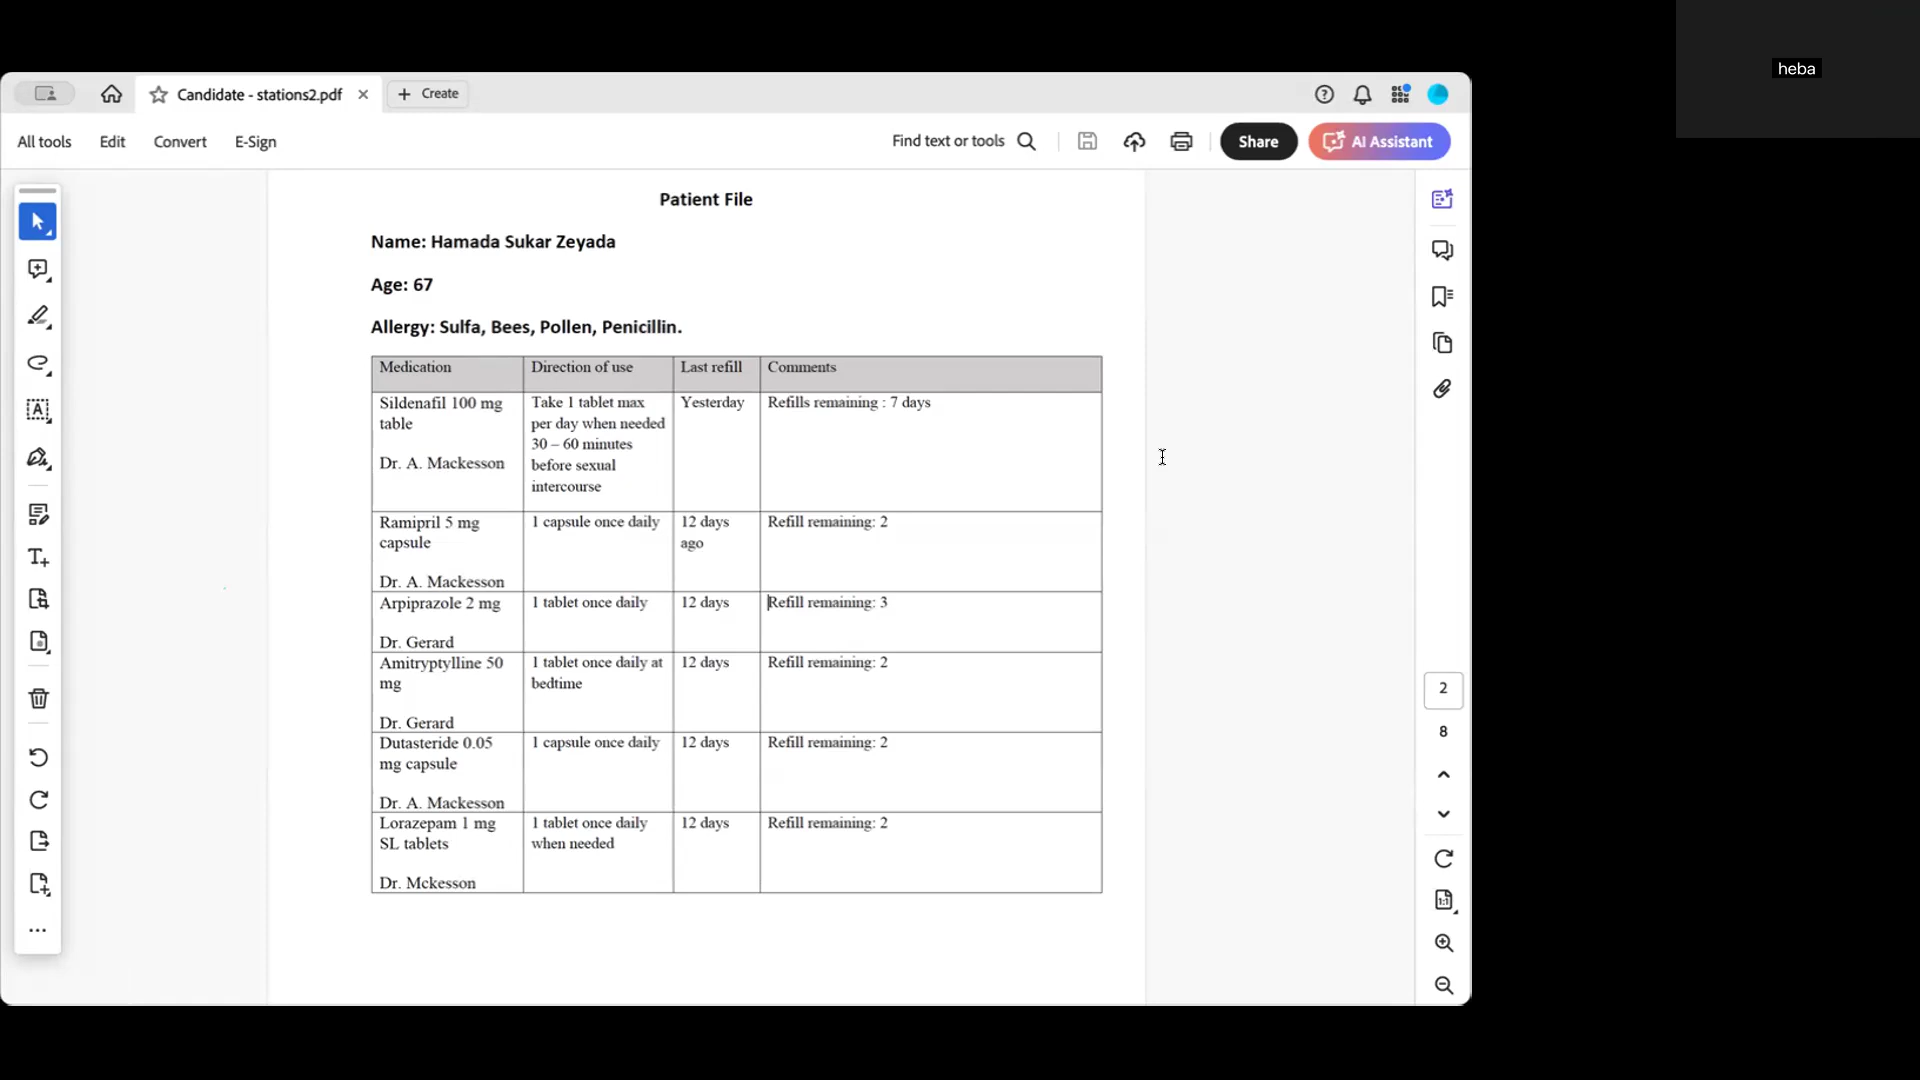 heba
Candidate - stations2.pdf
Create
All tools
Edit
Convert
E-Sign
Find text or tools
Share
AI Assistant
Patient File
Name: Hamada Sukar Zeyada
Age: 67
Allergy: Sulfa, Bees, Pollen, Penicillin.
Medication
Direction of use
Last refill
Comments
Sildenafil 100 mg
table
Dr. A. Mackesson
Take 1 tablet max
per day when needed
30 – 60 minutes
before sexual
intercourse
Yesterday
Refills remaining : 7 days
Ramipril 5 mg
capsule
Dr. A. Mackesson
1 capsule once daily
12 days
ago
Refill remaining: 2
Arpiprazole 2 mg
Dr. Gerard
1 tablet once daily
12 days
Refill remaining: 3
Amitryptylline 50
mg
Dr. Gerard
1 tablet once daily at
bedtime
12 days
Refill remaining: 2
Dutasteride 0.05
mg capsule
Dr. A. Mackesson
1 capsule once daily
12 days
Refill remaining: 2
Lorazepam 1 mg
SL tablets
Dr. Mckesson
1 tablet once daily
when needed
12 days
Refill remaining: 2
2
8
1:1